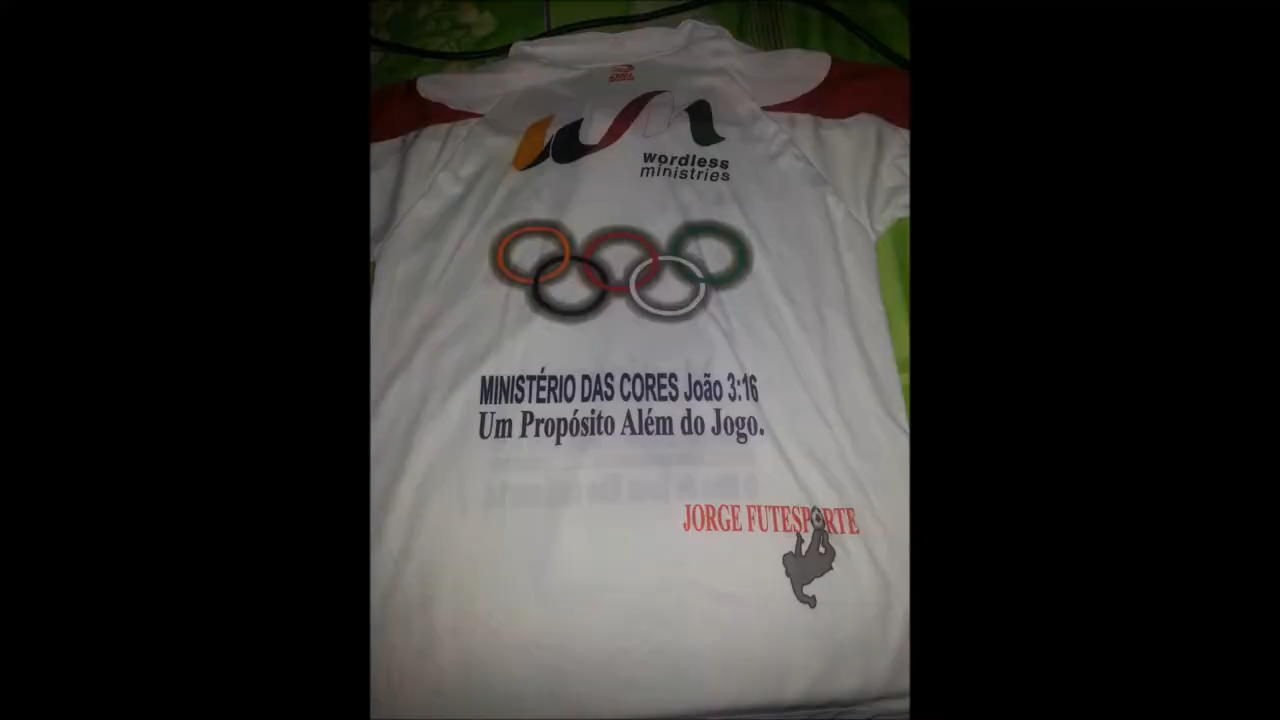 wordless
ministries
MINISTÉRIO DAS CORES João 3:16
Um Propósito Além do Jogo.
JORGE FUTESPORTE